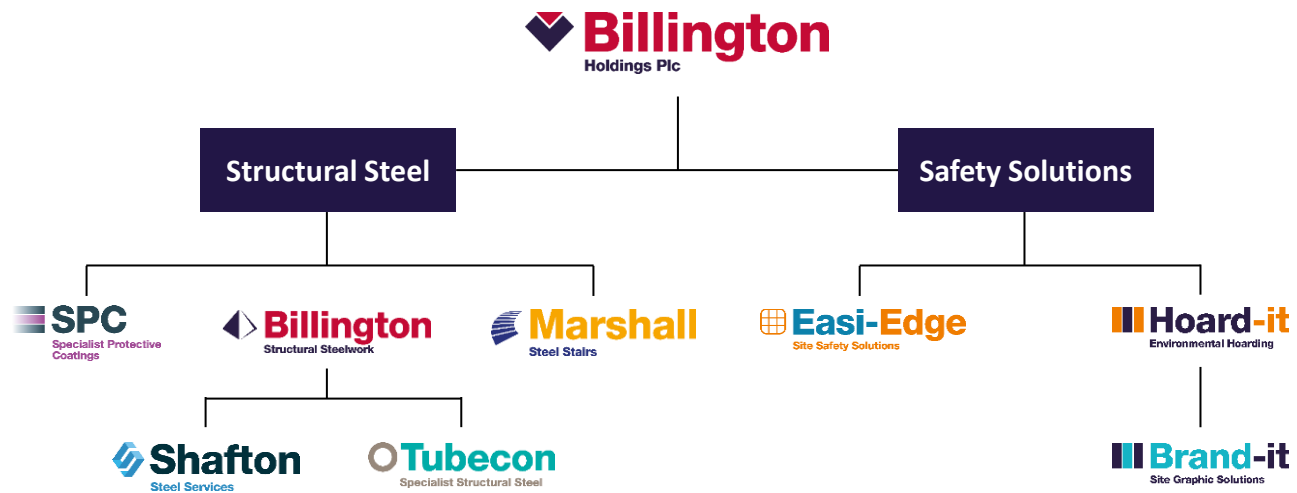 Billington
Holdings Plc
Structural Steel
Safety Solutions
SPC
Specialist Protective
Coatings
Billington
Structural Steelwork
Marshall
Steel Stairs
Easi-Edge
Site Safety Solutions
Hoard-it
Environmental Hoarding
Shafton
Steel Services
Tubecon
Specialist Structural Steel
Brand-it
Site Graphic Solutions